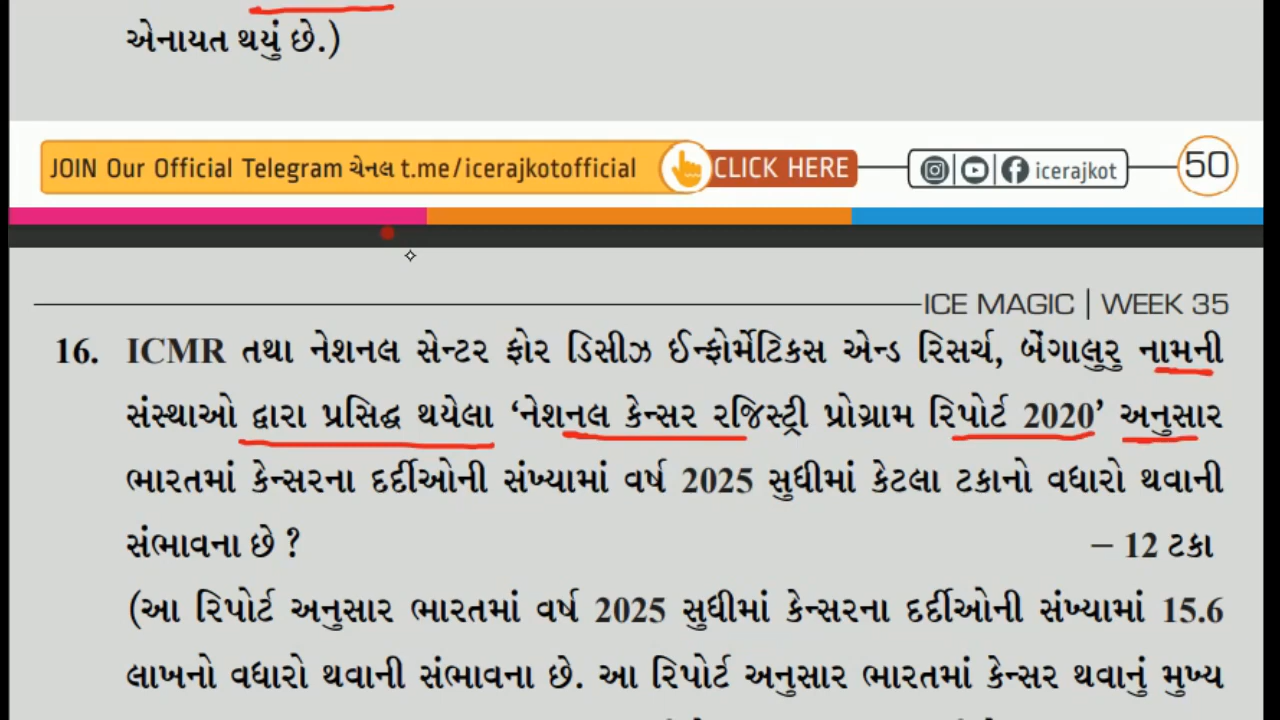 એનાયત થયું છે.)
JOIN Our Official Telegram ચેનલ t.me/icerajkotofficial CLICK HERE icerajkot 50
ICE MAGIC | WEEK 35
16. ICMR તથા નેશનલ સેન્ટર ફોર ડિસીઝ ઈન્ફોર્મેટિકસ એન્ડ રિસર્ચ, બેંગાલુરુ નામની
સંસ્થાઓ દ્વારા પ્રસિદ્ધ થયેલા ‘નેશનલ કેન્સર રજિસ્ટ્રી પ્રોગ્રામ રિપોર્ટ 2020’ અનુસાર
ભારતમાં કેન્સરના દર્દીઓની સંખ્યામાં વર્ષ 2025 સુધીમાં કેટલા ટકાનો વધારો થવાની
સંભાવના છે ? – 12 ટકા
(આ રિપોર્ટ અનુસાર ભારતમાં વર્ષ 2025 સુધીમાં કેન્સરના દર્દીઓની સંખ્યામાં 15.6
લાખનો વધારો થવાની સંભાવના છે. આ રિપોર્ટ અનુસાર ભારતમાં કેન્સર થવાનું મુખ્ય